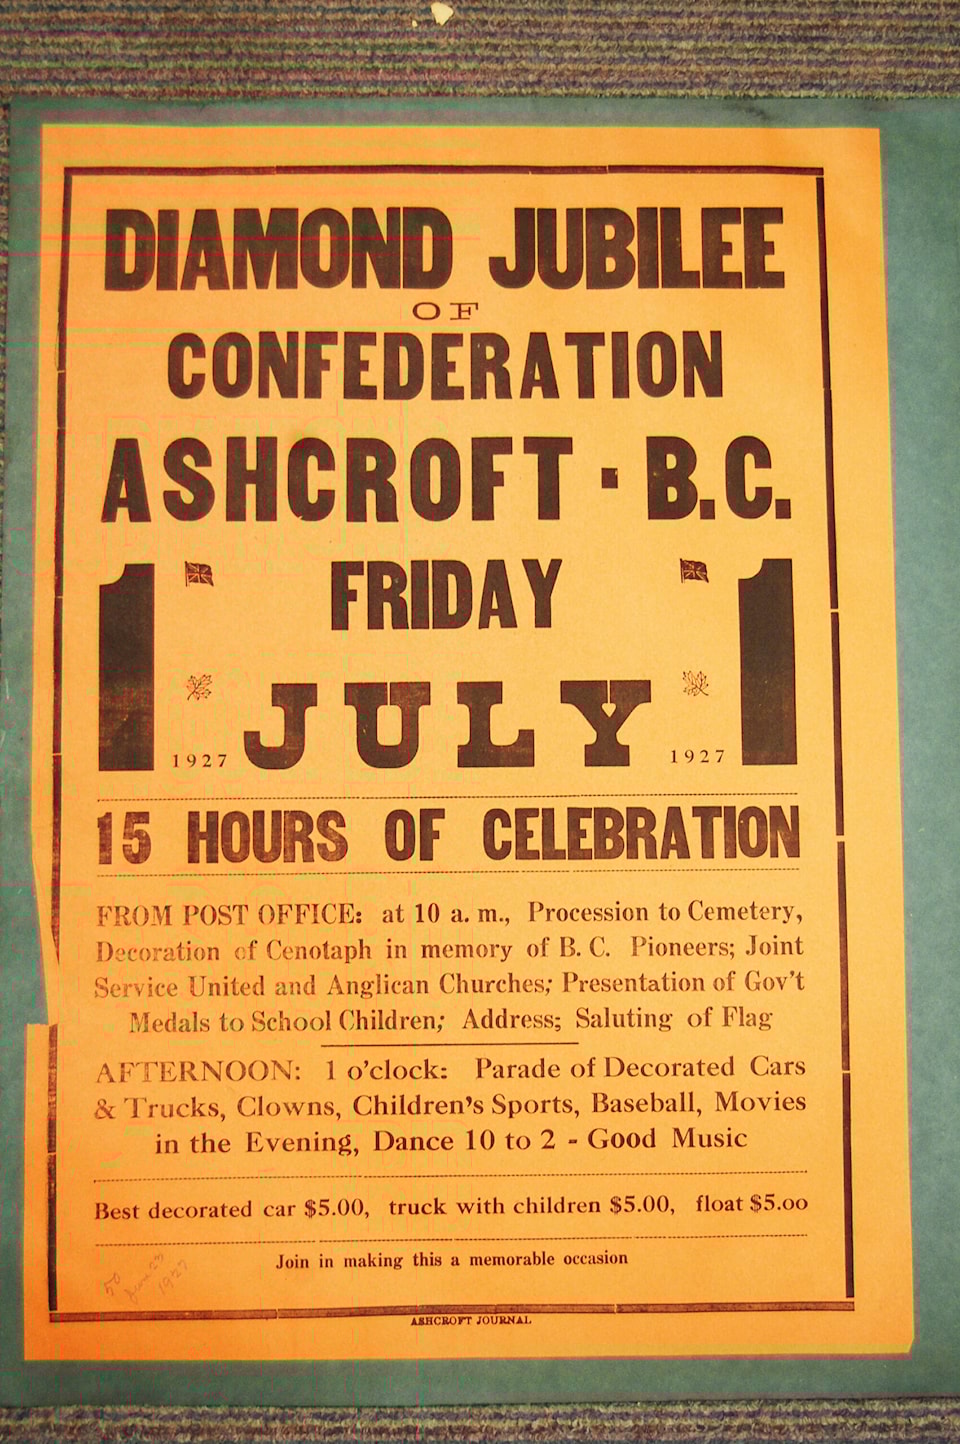 DIAMOND JUBILEE
OF
CONFEDERATION
ASHCROFT · B.C.
1 FRIDAY 1
1927 JULY 1927
15 HOURS OF CELEBRATION
FROM POST OFFICE: at 10 a. m., Procession to Cemetery,
Decoration of Cenotaph in memory of B. C. Pioneers; Joint
Service United and Anglican Churches; Presentation of Gov't
Medals to School Children; Address; Saluting of Flag
AFTERNOON: 1 o'clock: Parade of Decorated Cars
& Trucks, Clowns, Children's Sports, Baseball, Movies
in the Evening, Dance 10 to 2 - Good Music
Best decorated car $5.00, truck with children $5.00, float $5.oo
Join in making this a memorable occasion
50
June 23
1927
ASHCROFT JOURNAL